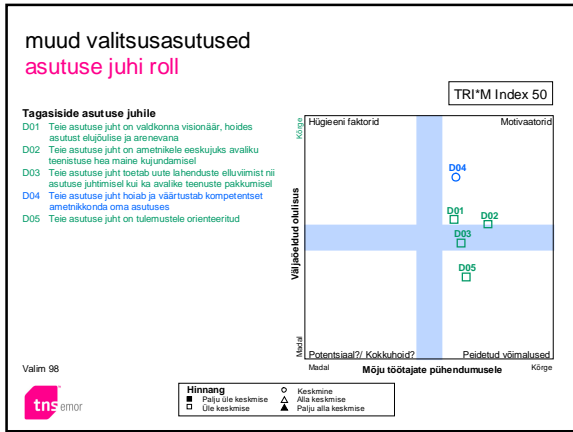 muud valitsusasutused
asutuse juhi roll
TRI*M Index 50
Tagasiside asutuse juhile
D01 Teie asutuse juht on valdkonna visionäär, hoides
asutust elujõulise ja arenevana
D02 Teie asutuse juht on ametnikele eeskujuks avaliku
teenistuse hea maine kujundamisel
D03 Teie asutuse juht toetab uute lahenduste elluviimist nii
asutuse juhtimisel kui ka avalike teenuste pakkumisel
D04 Teie asutuse juht hoiab ja väärtustab kompetentset
ametnikkonda oma asutuses
D05 Teie asutuse juht on tulemustele orienteeritud
Kõrge
Väljaöeldud olulisus
Madal
Hügieeni faktorid
Motivaatorid
D04
D01
D02
D03
D05
Potentsiaal?/ Kokkuhoid?
Peidetud võimalused
Madal
Mõju töötajate pühendumusele
Kõrge
Valim 98
Hinnang
Palju üle keskmise
Üle keskmise
Keskmine
Alla keskmise
Palju alla keskmise
tns emor